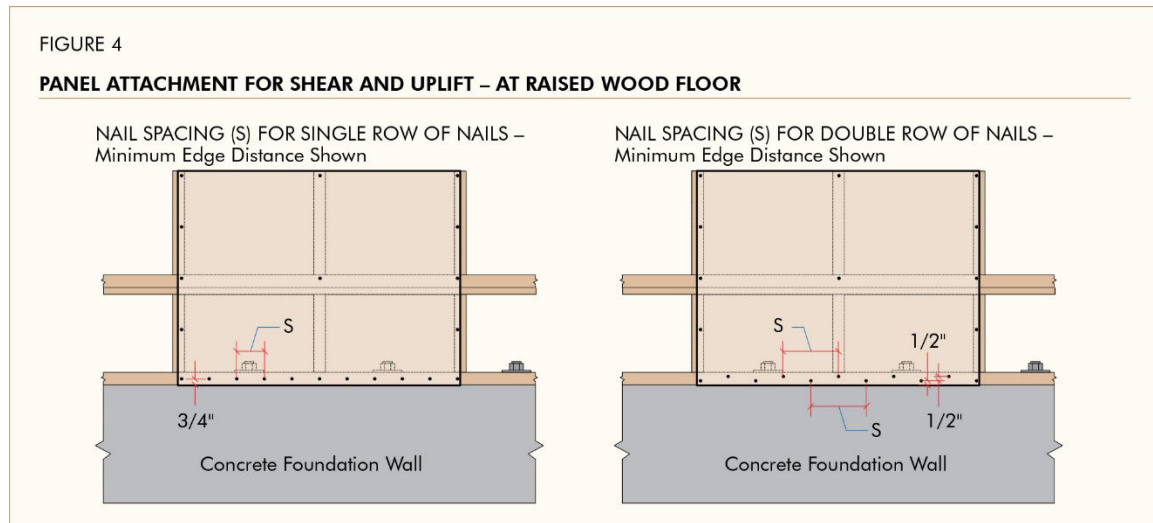 FIGURE 4
PANEL ATTACHMENT FOR SHEAR AND UPLIFT – AT RAISED WOOD FLOOR
NAIL SPACING (S) FOR SINGLE ROW OF NAILS –
Minimum Edge Distance Shown
S
3/4"
Concrete Foundation Wall
NAIL SPACING (S) FOR DOUBLE ROW OF NAILS –
Minimum Edge Distance Shown
S
1/2"
1/2"
S
Concrete Foundation Wall